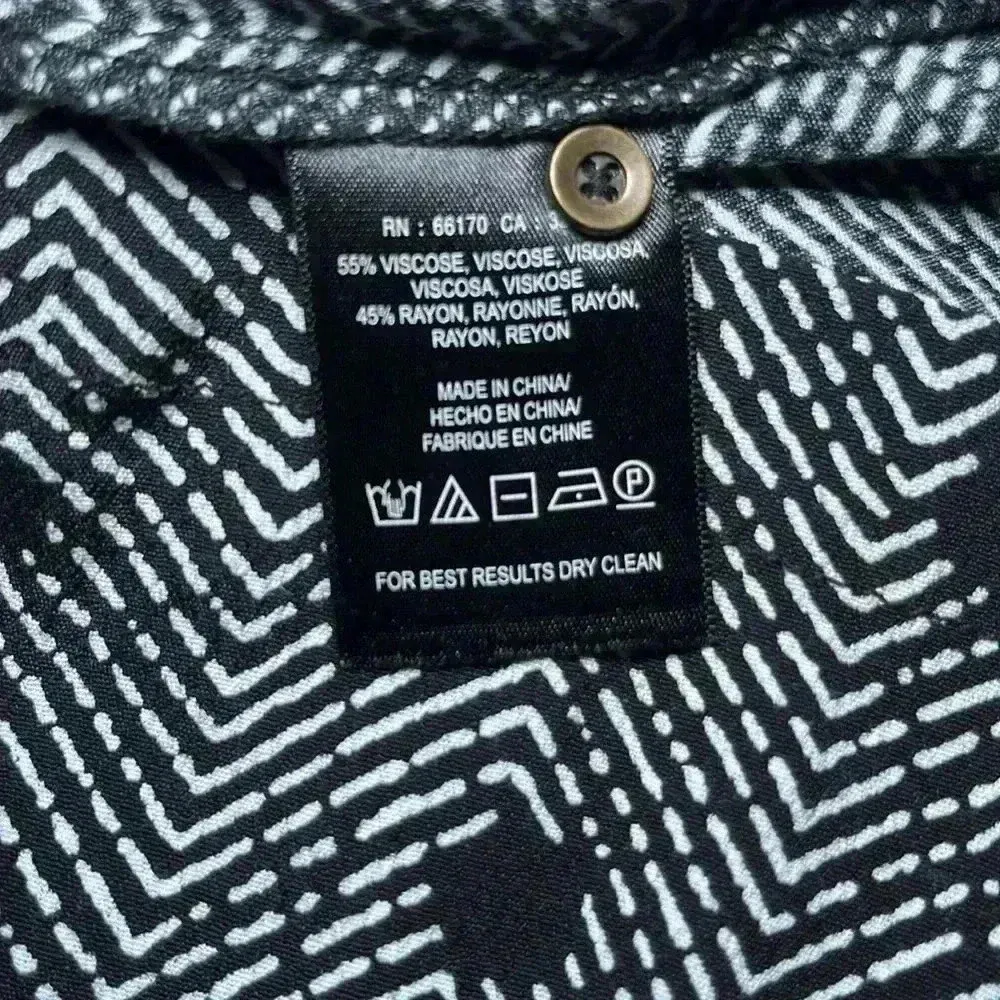 RN : 66170 CA : 3
55% VISCOSE, VISCOSE, VISCOSA,
VISCOSA, VISKOSE
45% RAYON, RAYONNE, RAYÓN,
RAYON, REYON
MADE IN CHINA/
HECHO EN CHINA/
FABRIQUE EN CHINE
P
FOR BEST RESULTS DRY CLEAN